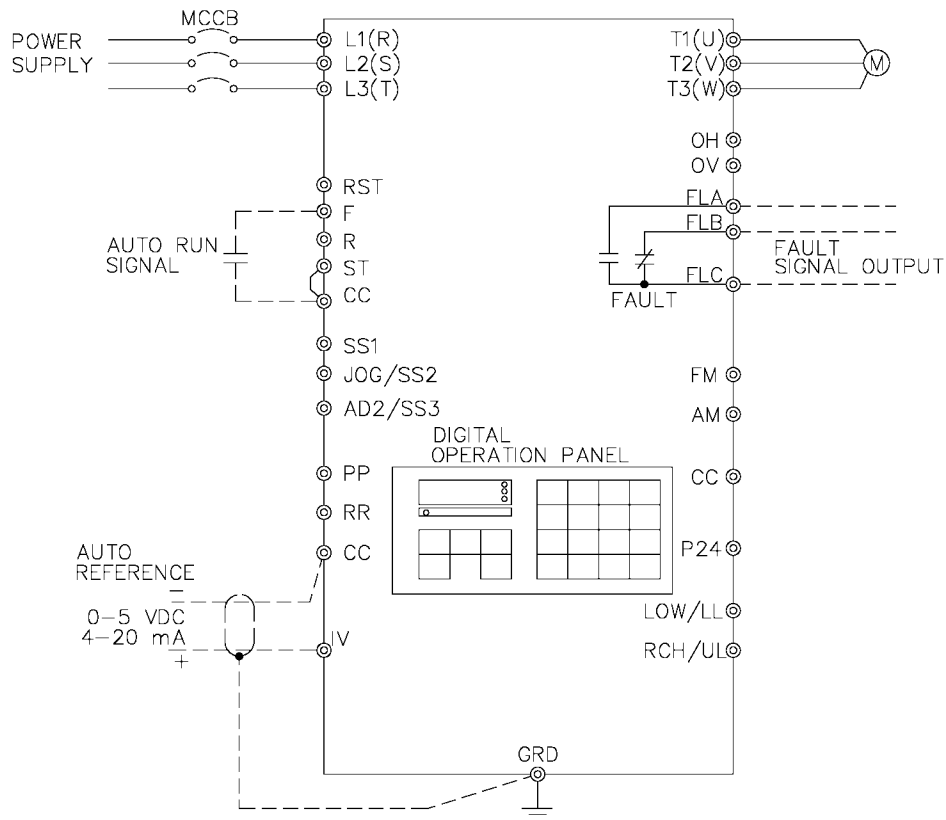 MCCB
POWER
SUPPLY
L1(R)
L2(S)
L3(T)
T1(U)
T2(V)
T3(W)
M
OH
OV
RST
F
R
ST
CC
AUTO RUN
SIGNAL
FLA
FLB
FLC
FAULT
FAULT
SIGNAL OUTPUT
SS1
JOG/SS2
AD2/SS3
FM
AM
DIGITAL
OPERATION PANEL
PP
RR
CC
CC
P24
LOW/LL
RCH/UL
AUTO
REFERENCE
−
0−5 VDC
4−20 mA
+
IV
GRD